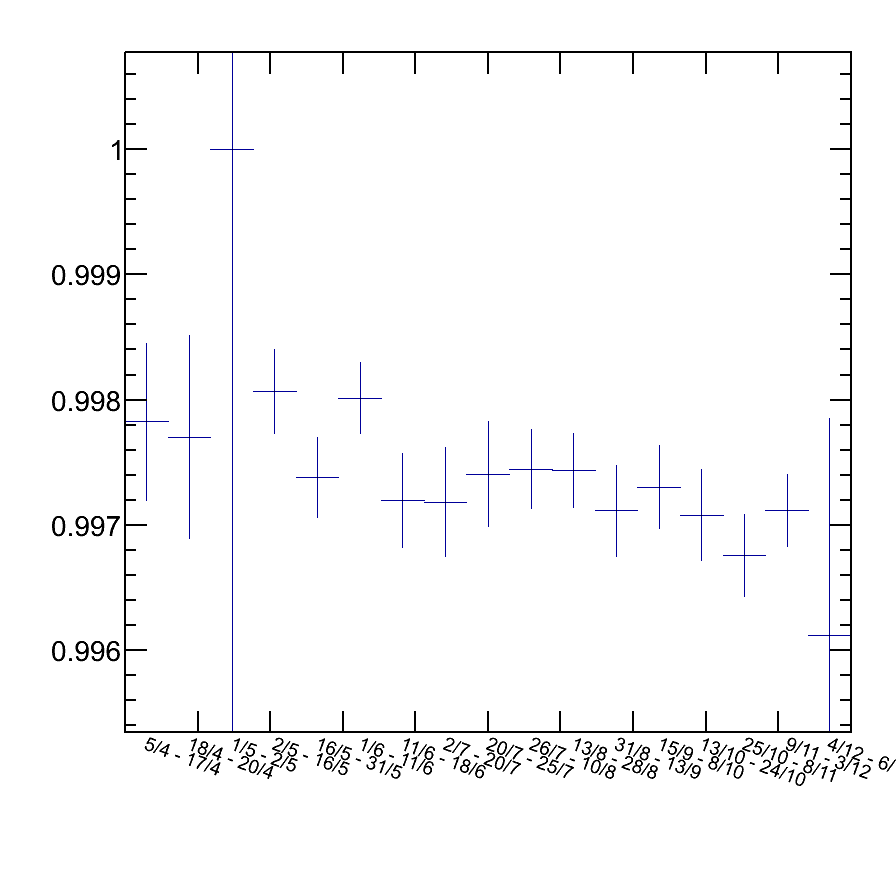 1
0.999
0.998
0.997
0.996
5/4 - 17/4
18/4 - 20/4
1/5 - 2/5
2/5 - 16/5
16/5 - 31/5
1/6 - 11/6
11/6 - 18/6
2/7 - 20/7
20/7 - 25/7
26/7 - 10/8
13/8 - 28/8
31/8 - 13/9
15/9 - 8/10
13/10 - 24/10
25/10 - 8/11
9/11 - 3/12
4/12 - 6/